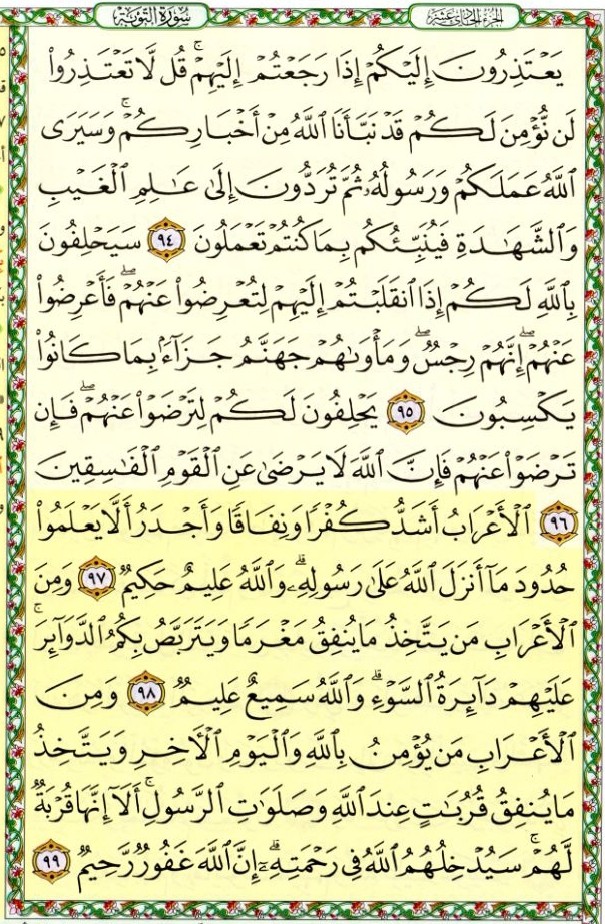 الجزء الحادي عشر سورة التوبة
يَعْتَذِرُونَ إِلَيْكُمْ إِذَا رَجَعْتُمْ إِلَيْهِمْ ۚ قُل لَّا تَعْتَذِرُوا۟
لَن نُّؤْمِنَ لَكُمْ قَدْ نَبَّأَنَا ٱللَّهُ مِنْ أَخْبَارِكُمْ ۚ وَسَيَرَى
ٱللَّهُ عَمَلَكُمْ وَرَسُولُهُۥ ثُمَّ تُرَدُّونَ إِلَىٰ عَـٰلِمِ ٱلْغَيْبِ
وَٱلشَّهَـٰدَةِ فَيُنَبِّئُكُم بِمَا كُنتُمْ تَعْمَلُونَ ٩٤ سَيَحْلِفُونَ
بِٱللَّهِ لَكُمْ إِذَا ٱنقَلَبْتُمْ إِلَيْهِمْ لِتُعْرِضُوا۟ عَنْهُمْ ۖ فَأَعْرِضُوا۟
عَنْهُمْ ۖ إِنَّهُمْ رِجْسٌ ۖ وَمَأْوَىٰهُمْ جَهَنَّمُ جَزَآءًۢ بِمَا كَانُوا۟
يَكْسِبُونَ ٩٥ يَحْلِفُونَ لَكُمْ لِتَرْضَوْا۟ عَنْهُمْ ۖ فَإِن
تَرْضَوْا۟ عَنْهُمْ فَإِنَّ ٱللَّهَ لَا يَرْضَىٰ عَنِ ٱلْقَوْمِ ٱلْفَـٰسِقِينَ
٩٦ ٱلْأَعْرَابُ أَشَدُّ كُفْرًا وَنِفَاقًا وَأَجْدَرُ أَلَّا يَعْلَمُوا۟
حُدُودَ مَآ أَنزَلَ ٱللَّهُ عَلَىٰ رَسُولِهِۦ ۗ وَٱللَّهُ عَلِيمٌ حَكِيمٌ ٩٧ وَمِنَ
ٱلْأَعْرَابِ مَن يَتَّخِذُ مَا يُنفِقُ مَغْرَمًا وَيَتَرَبَّصُ بِكُمُ ٱلدَّوَآئِرَ ۚ
عَلَيْهِمْ دَآئِرَةُ ٱلسَّوْءِ ۗ وَٱللَّهُ سَمِيعٌ عَلِيمٌ ٩٨ وَمِنَ
ٱلْأَعْرَابِ مَن يُؤْمِنُ بِٱللَّهِ وَٱلْيَوْمِ ٱلْـَٔاخِرِ وَيَتَّخِذُ
مَا يُنفِقُ قُرُبَـٰتٍ عِندَ ٱللَّهِ وَصَلَوَٰتِ ٱلرَّسُولِ ۚ أَلَآ إِنَّهَا قُرْبَةٌ
لَّهُمْ ۚ سَيُدْخِلُهُمُ ٱللَّهُ فِى رَحْمَتِهِۦٓ ۗ إِنَّ ٱللَّهَ غَفُورٌ رَّحِيمٌ ٩٩